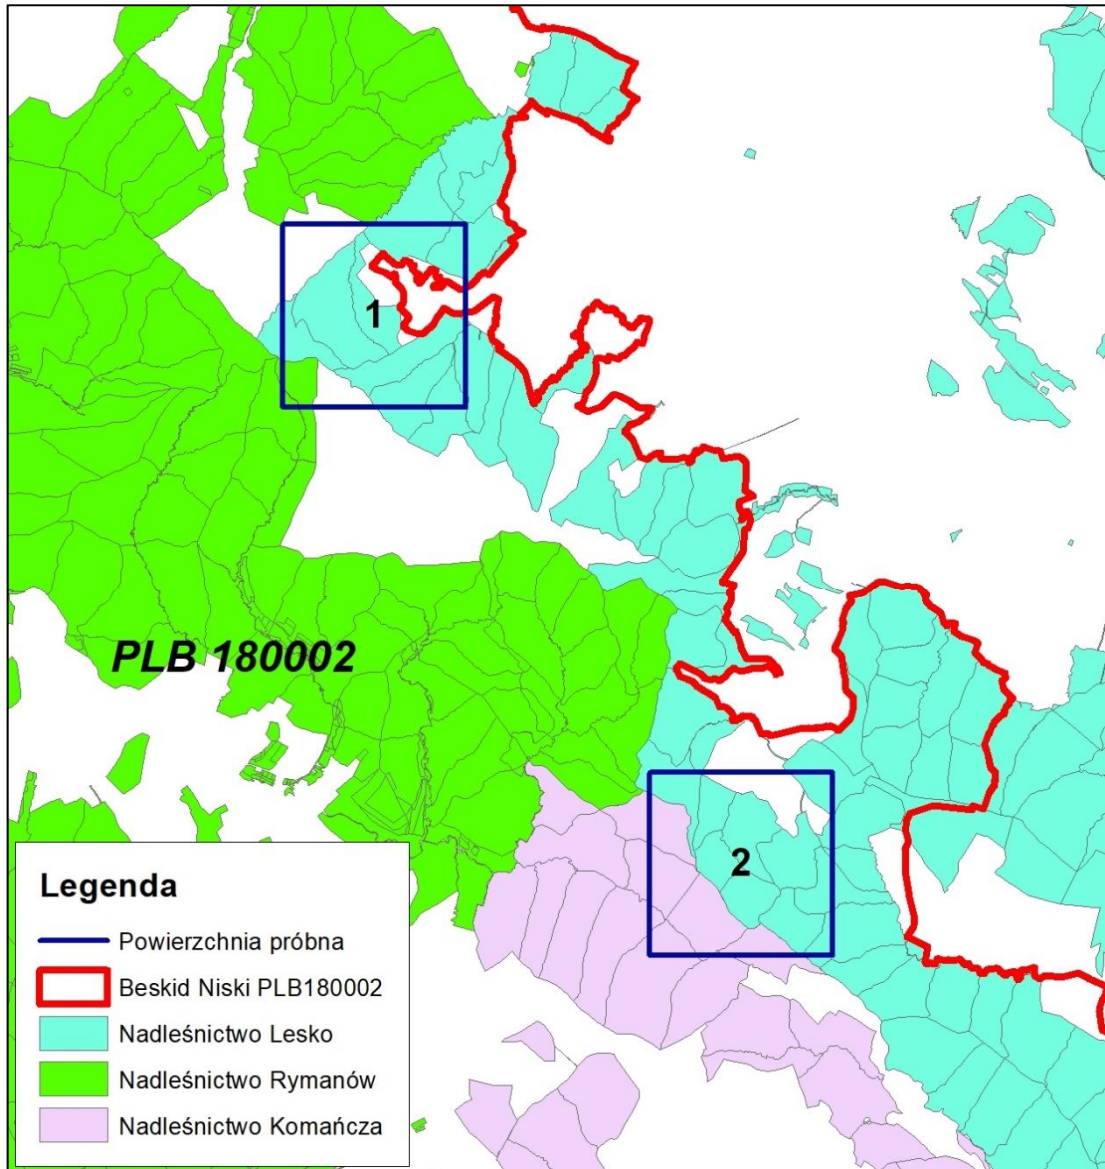 1
PLB 180002
2
Legenda
Powierzchnia próbna
Beskid Niski PLB180002
Nadleśnictwo Lesko
Nadleśnictwo Rymanów
Nadleśnictwo Komańcza